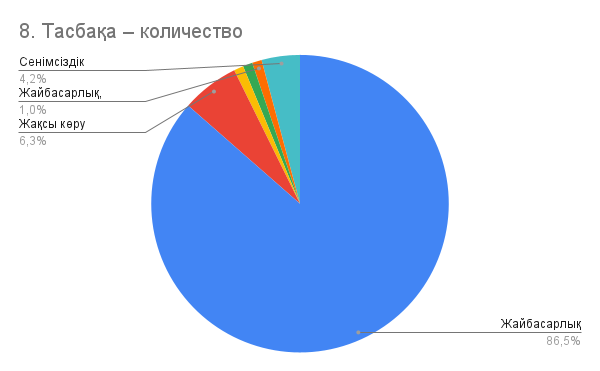 8. Тасбақа – количество
Сенімсіздік
4,2%
Жайбасарлық,
1,0%
Жақсы көру
6,3%
Жайбасарлық
86,5%